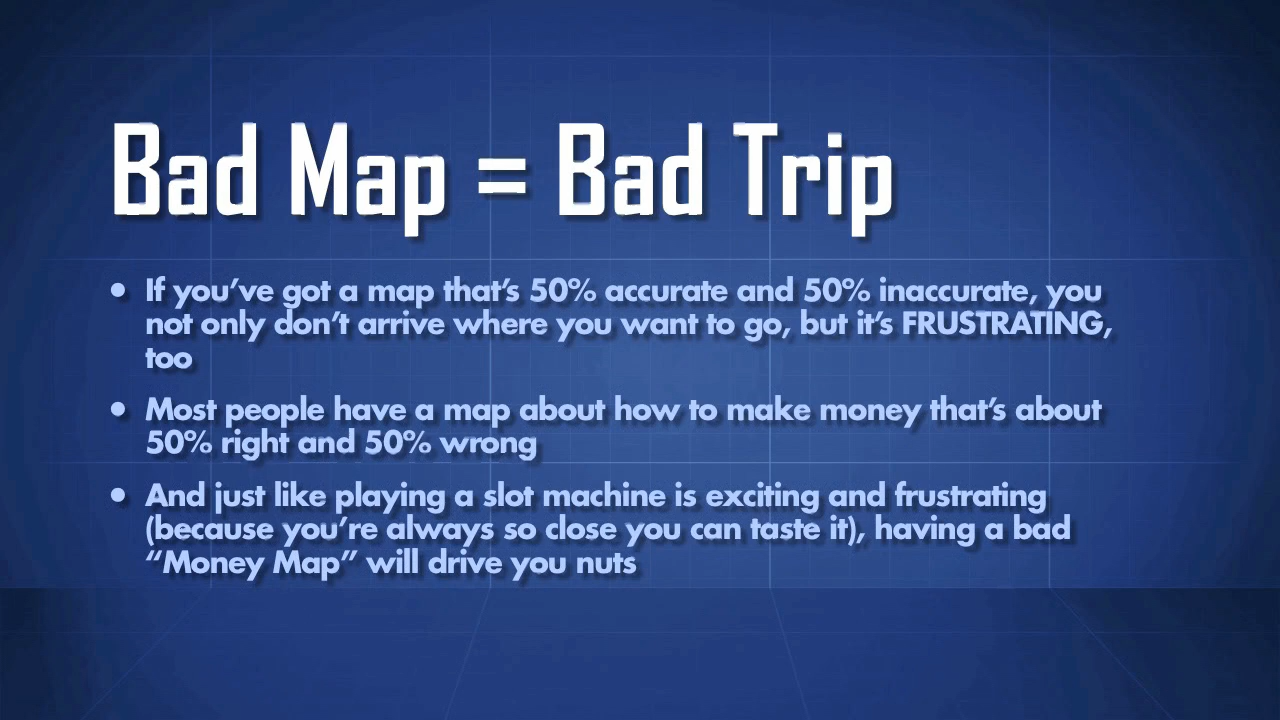 Bad Map = Bad Trip
• If you’ve got a map that’s 50% accurate and 50% inaccurate, you
not only don’t arrive where you want to go, but it’s FRUSTRATING,
too
• Most people have a map about how to make money that’s about
50% right and 50% wrong
• And just like playing a slot machine is exciting and frustrating
(because you’re always so close you can taste it), having a bad
“Money Map” will drive you nuts